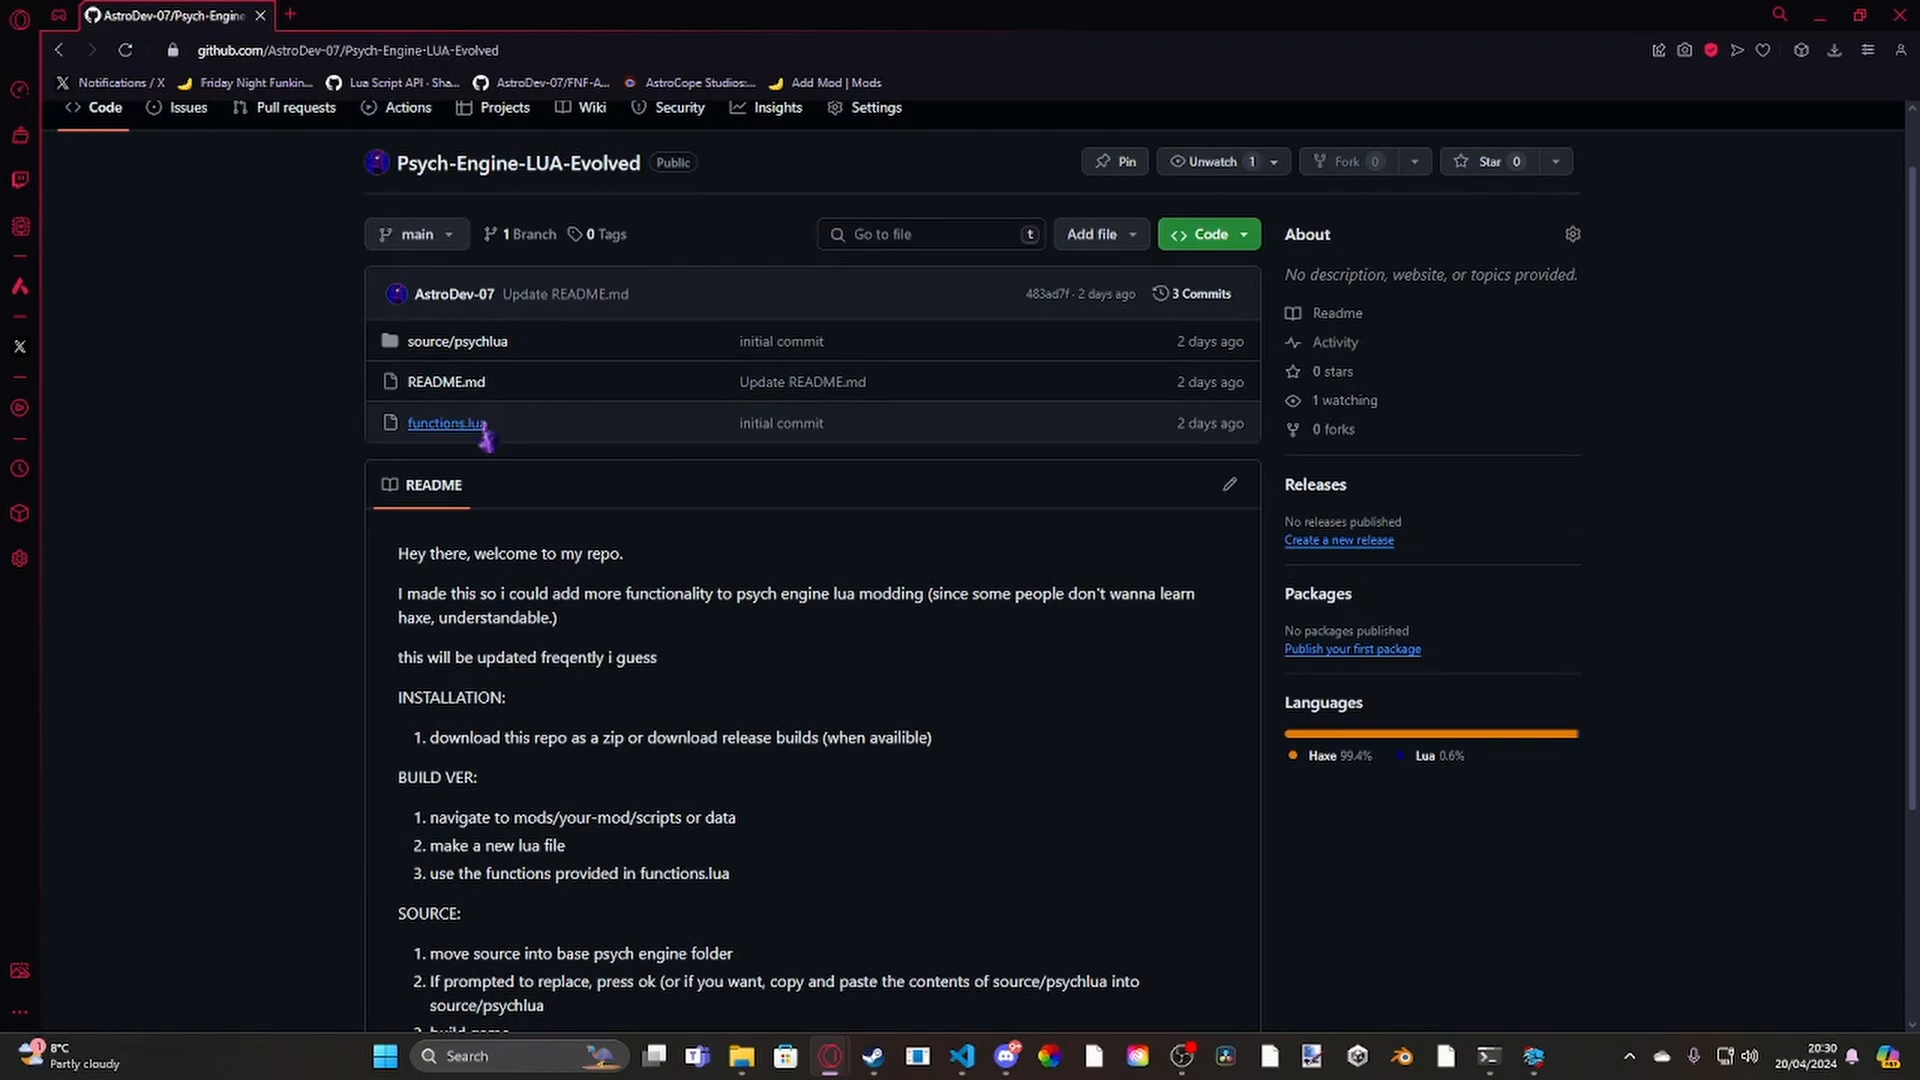 AstroDev-07/Psych-Engine
github.com/AstroDev-07/Psych-Engine-LUA-Evolved
Notifications / X
Friday Night Funkin...
Lua Script API - Sha...
AstroDev-07/FNF-A...
AstroCope Studios:...
Add Mod | Mods
Code
Issues
Pull requests
Actions
Projects
Wiki
Security
Insights
Settings
Psych-Engine-LUA-Evolved
Public
Pin
Unwatch 1
Fork 0
Star 0
main
1 Branch
0 Tags
Go to file
t
Add file
Code
AstroDev-07 Update README.md
483ad7f · 2 days ago
3 Commits
source/psychlua
initial commit
2 days ago
README.md
Update README.md
2 days ago
functions.lua
initial commit
2 days ago
README
Hey there, welcome to my repo.
I made this so i could add more functionality to psych engine lua modding (since some people don't wanna learn
haxe, understandable.)
this will be updated freqently i guess
INSTALLATION:
1. download this repo as a zip or download release builds (when availible)
BUILD VER:
1. navigate to mods/your-mod/scripts or data
2. make a new lua file
3. use the functions provided in functions.lua
SOURCE:
1. move source into base psych engine folder
2. If prompted to replace, press ok (or if you want, copy and paste the contents of source/psychlua into
source/psychlua
3. build game
About
No description, website, or topics provided.
Readme
Activity
0 stars
1 watching
0 forks
Releases
No releases published
Create a new release
Packages
No packages published
Publish your first package
Languages
Haxe 99.4%
Lua 0.6%
8°C
Partly cloudy
Search
20:30
20/04/2024